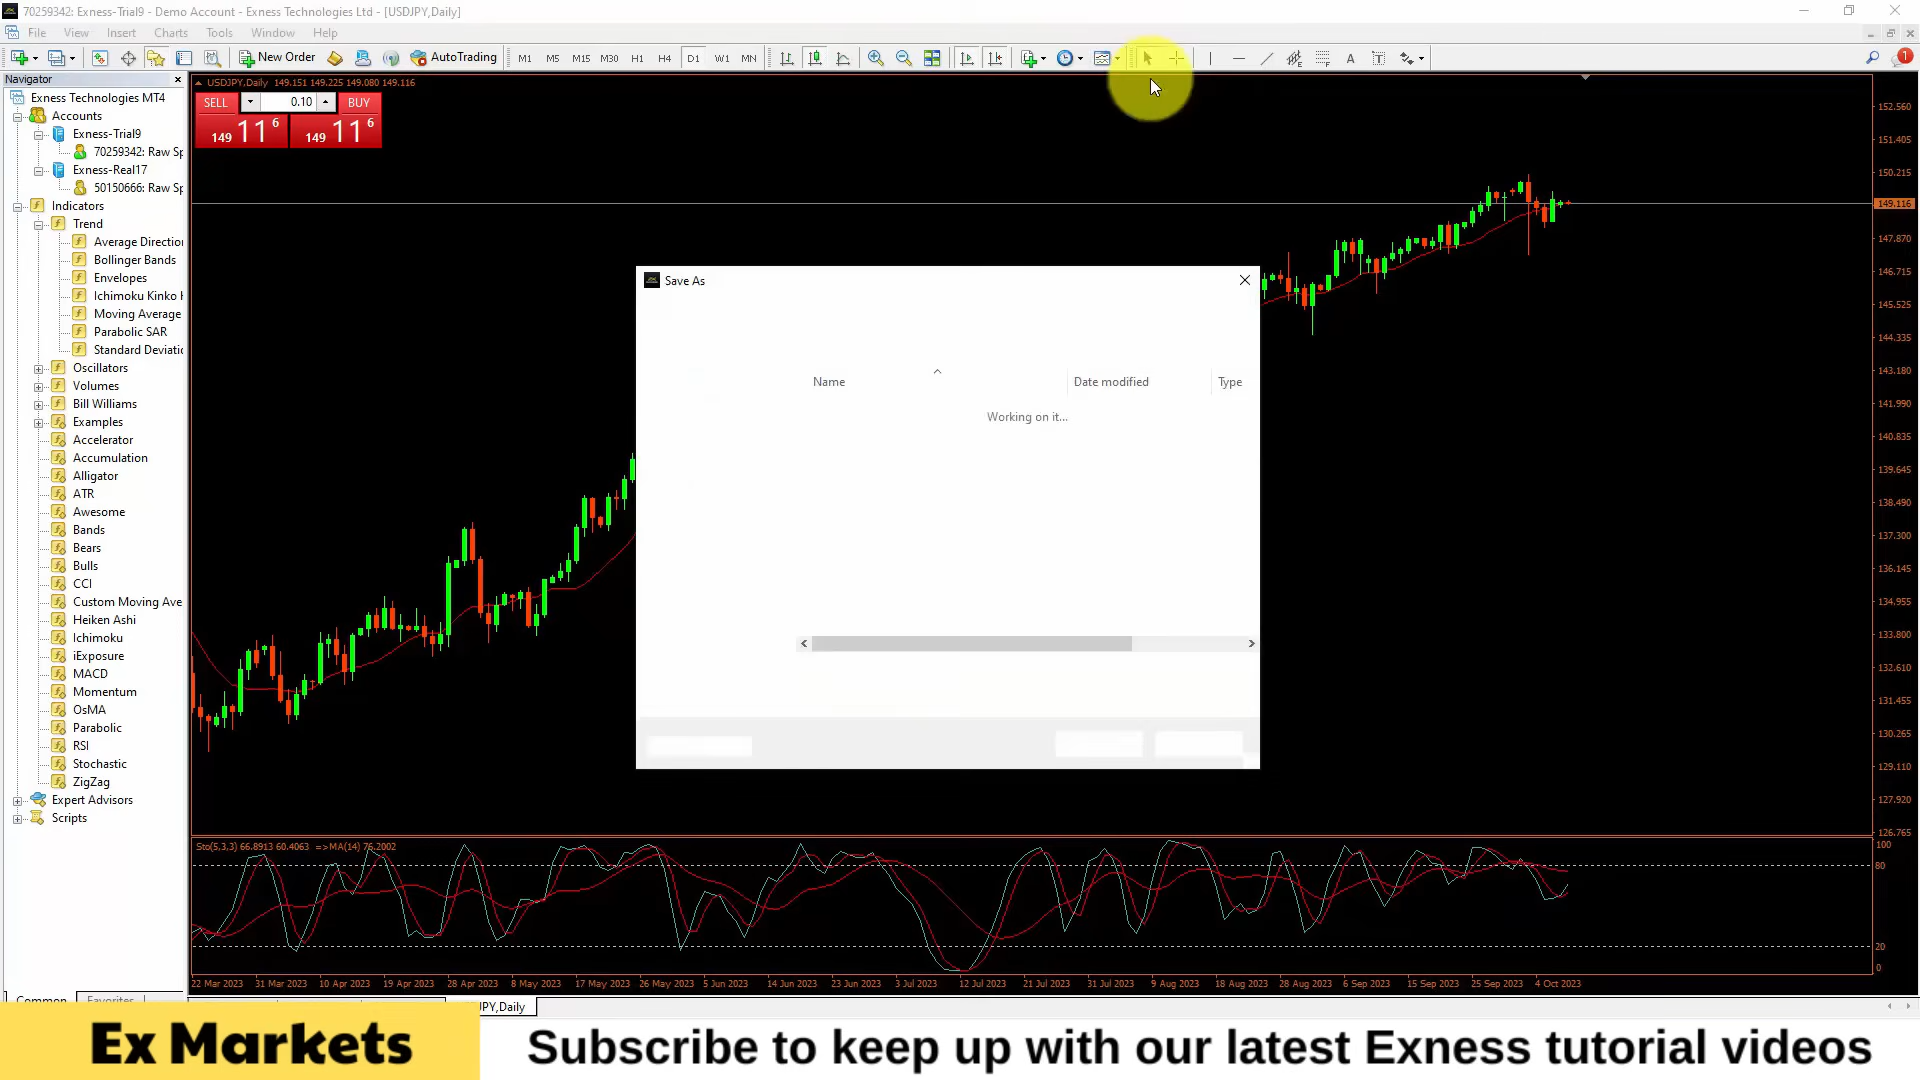 70259342: Exness-Trial9 - Demo Account - Exness Technologies Ltd - [USDJPY,Daily]
File View Insert Charts Tools Window Help
New Order AutoTrading M1 M5 M15 M30 H1 H4 D1 W1 MN A T 1
Navigator
Exness Technologies MT4
Accounts
Exness-Trial9
70259342: Raw Sp
Exness-Real17
50150666: Raw Sp
Indicators
Trend
Average Directio
Bollinger Bands
Envelopes
Ichimoku Kinko H
Moving Average
Parabolic SAR
Standard Deviatio
Oscillators
Volumes
Bill Williams
Examples
Accelerator
Accumulation
Alligator
ATR
Awesome
Bands
Bears
Bulls
CCI
Custom Moving Ave
Heiken Ashi
Ichimoku
iExposure
MACD
Momentum
OsMA
Parabolic
RSI
Stochastic
ZigZag
Expert Advisors
Scripts
Common Favorites
USDJPY,Daily 149.151 149.225 149.080 149.116
SELL 0.10 BUY
149 11 6 149 11 6
Save As
Name Date modified Type
Working on it...
152.560
151.405
150.215
149.116
147.870
146.715
145.525
144.335
143.180
141.990
140.835
139.645
138.490
137.300
136.145
134.955
133.800
132.610
131.455
130.265
129.110
127.920
126.765
Sto(5,3,3) 66.8913 60.4063 =>MA(14) 76.2002
100
80
20
0
22 Mar 2023 31 Mar 2023 10 Apr 2023 19 Apr 2023 28 Apr 2023 8 May 2023 17 May 2023 26 May 2023 5 Jun 2023 14 Jun 2023 23 Jun 2023 3 Jul 2023 12 Jul 2023 21 Jul 2023 31 Jul 2023 9 Aug 2023 18 Aug 2023 28 Aug 2023 6 Sep 2023 15 Sep 2023 25 Sep 2023 4 Oct 2023
JPY,Daily
Ex Markets
Subscribe to keep up with our latest Exness tutorial videos